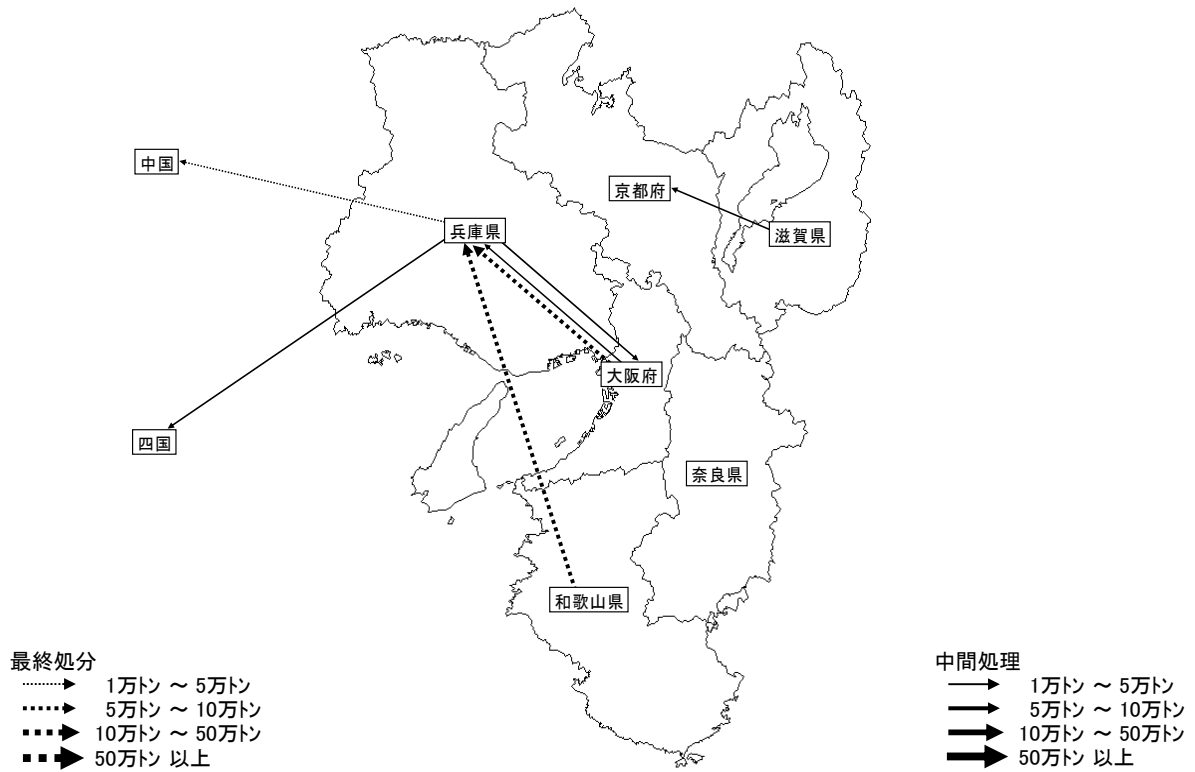 中国
京都府
兵庫県
滋賀県
大阪府
四国
奈良県
和歌山県
最終処分
1万ﾄﾝ ～ 5万ﾄﾝ
5万ﾄﾝ ～ 10万ﾄﾝ
10万ﾄﾝ ～ 50万ﾄﾝ
50万ﾄﾝ 以上
中間処理
1万ﾄﾝ ～ 5万ﾄﾝ
5万ﾄﾝ ～ 10万ﾄﾝ
10万ﾄﾝ ～ 50万ﾄﾝ
50万ﾄﾝ 以上